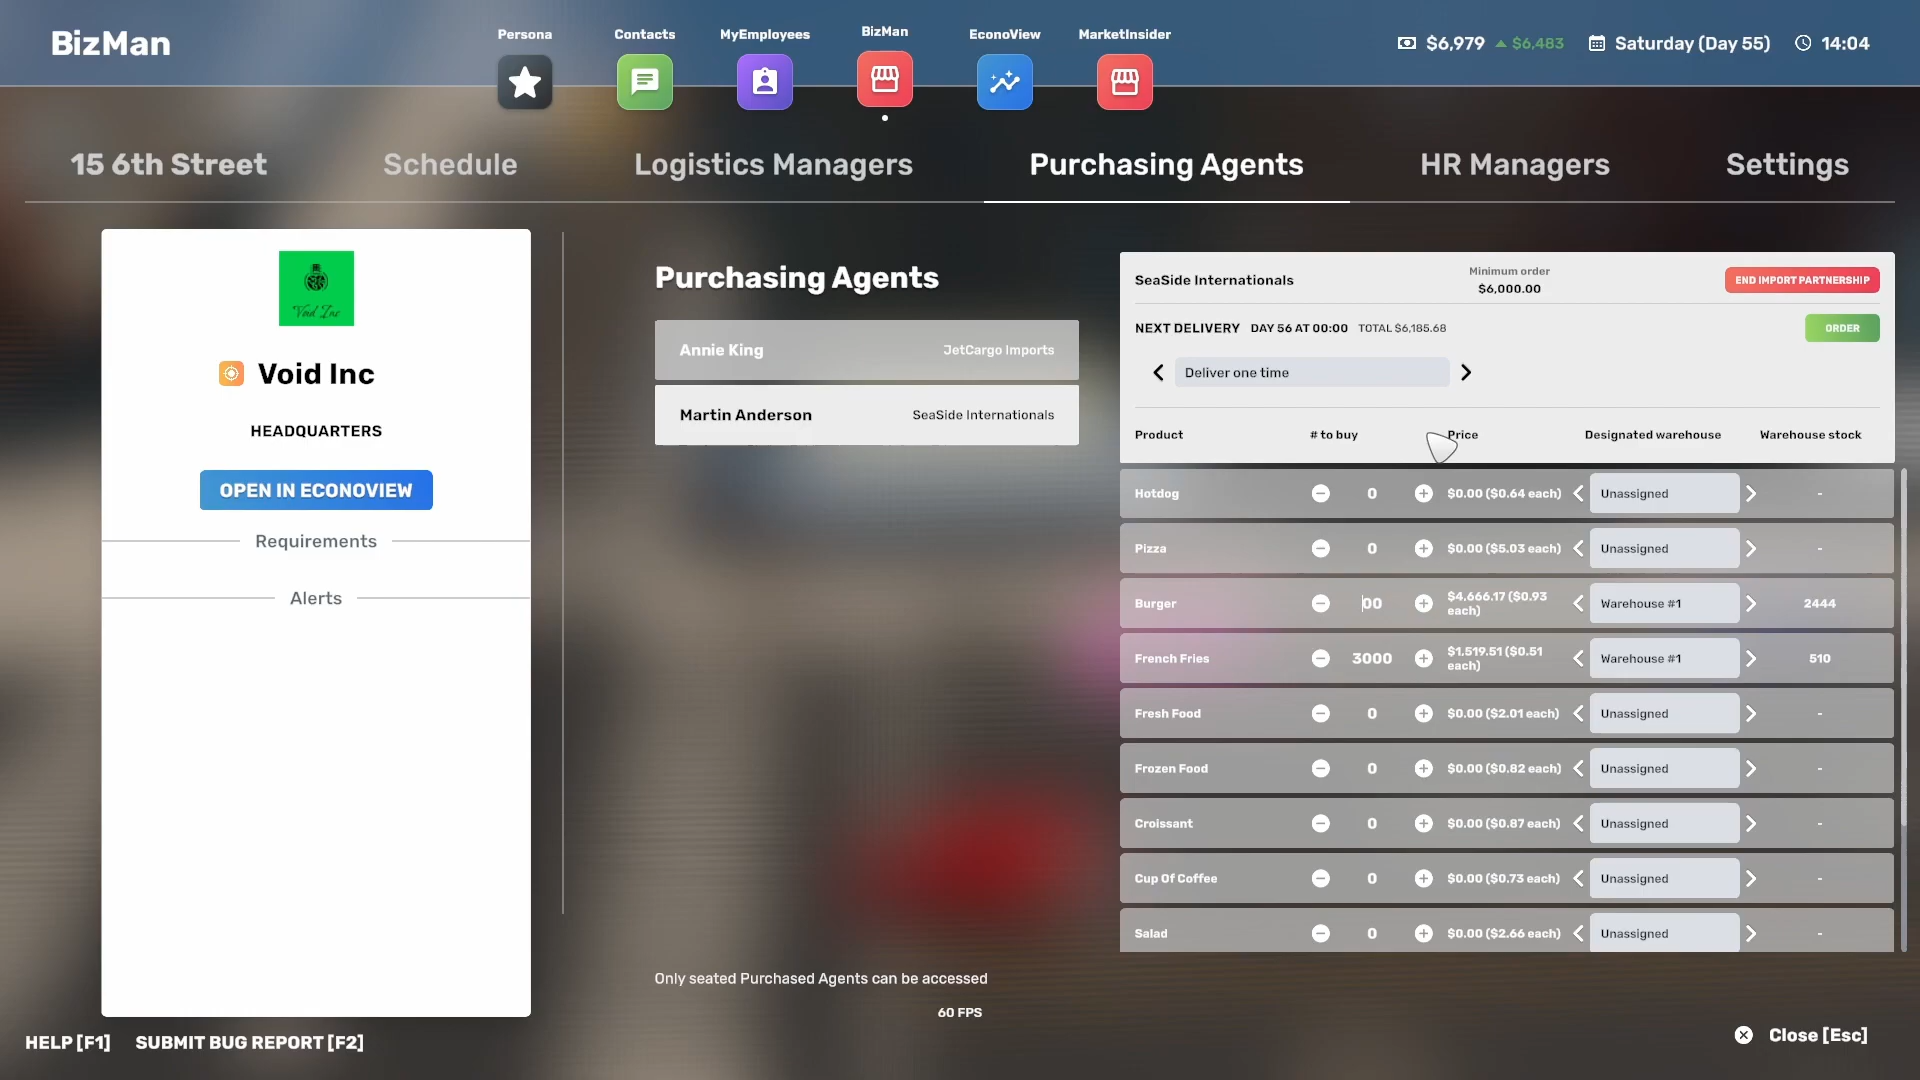 BizMan
Persona
Contacts
MyEmployees
BizMan
EconoView
MarketInsider
$6,979 $6,483 Saturday (Day 55) 14:04
15 6th Street
Schedule
Logistics Managers
Purchasing Agents
HR Managers
Settings
Void Inc
Void Inc
HEADQUARTERS
OPEN IN ECONOVIEW
Requirements
Alerts
Purchasing Agents
Annie King JetCargo Imports
Martin Anderson SeaSide Internationals
Only seated Purchased Agents can be accessed
60 FPS
SeaSide Internationals
Minimum order
$6,000.00
END IMPORT PARTNERSHIP
NEXT DELIVERY DAY 56 AT 00:00 TOTAL $6,185.68
ORDER
Deliver one time
Product # to buy Price Designated warehouse Warehouse stock
Hotdog 0 $0.00 ($0.64 each) Unassigned -
Pizza 0 $0.00 ($5.03 each) Unassigned -
Burger 00 $4,666.17 ($0.93 each) Warehouse #1 2444
French Fries 3000 $1,519.51 ($0.51 each) Warehouse #1 510
Fresh Food 0 $0.00 ($2.01 each) Unassigned -
Frozen Food 0 $0.00 ($0.82 each) Unassigned -
Croissant 0 $0.00 ($0.87 each) Unassigned -
Cup Of Coffee 0 $0.00 ($0.73 each) Unassigned -
Salad 0 $0.00 ($2.66 each) Unassigned -
HELP [F1] SUBMIT BUG REPORT [F2]
Close [Esc]